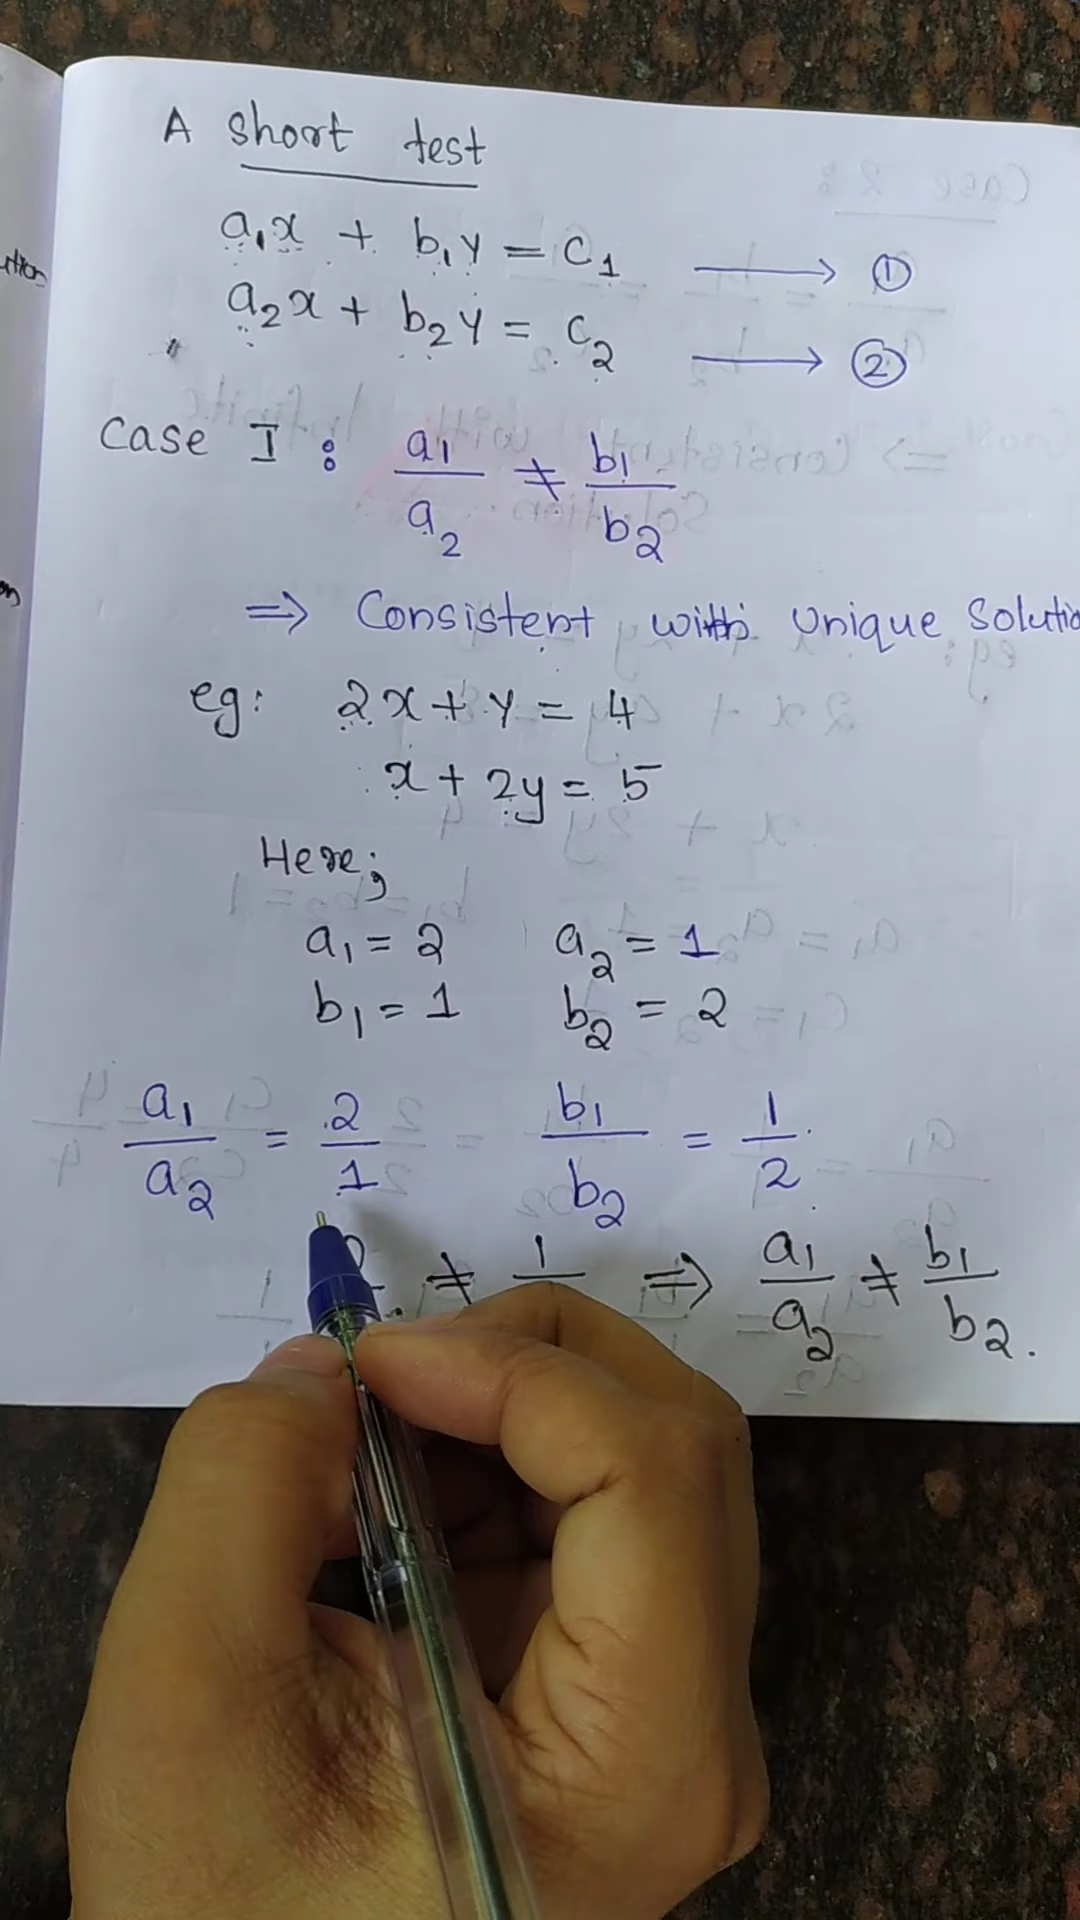 A short test
a₁x + b₁y = c₁ → ①
a₂x + b₂y = c₂ → ②
Case I : a₁/a₂ ≠ b₁/b₂
⇒ Consistent with unique
eg: 2x + y = 4
x + 2y = 5
Here;
a₁ = 2 a₂ = 1
b₁ = 1 b₂ = 2
a₁/a₂ = 2/1 b₁/b₂ = 1/2
≠ ⇒ a₁/a₂ ≠ b₁/b₂.